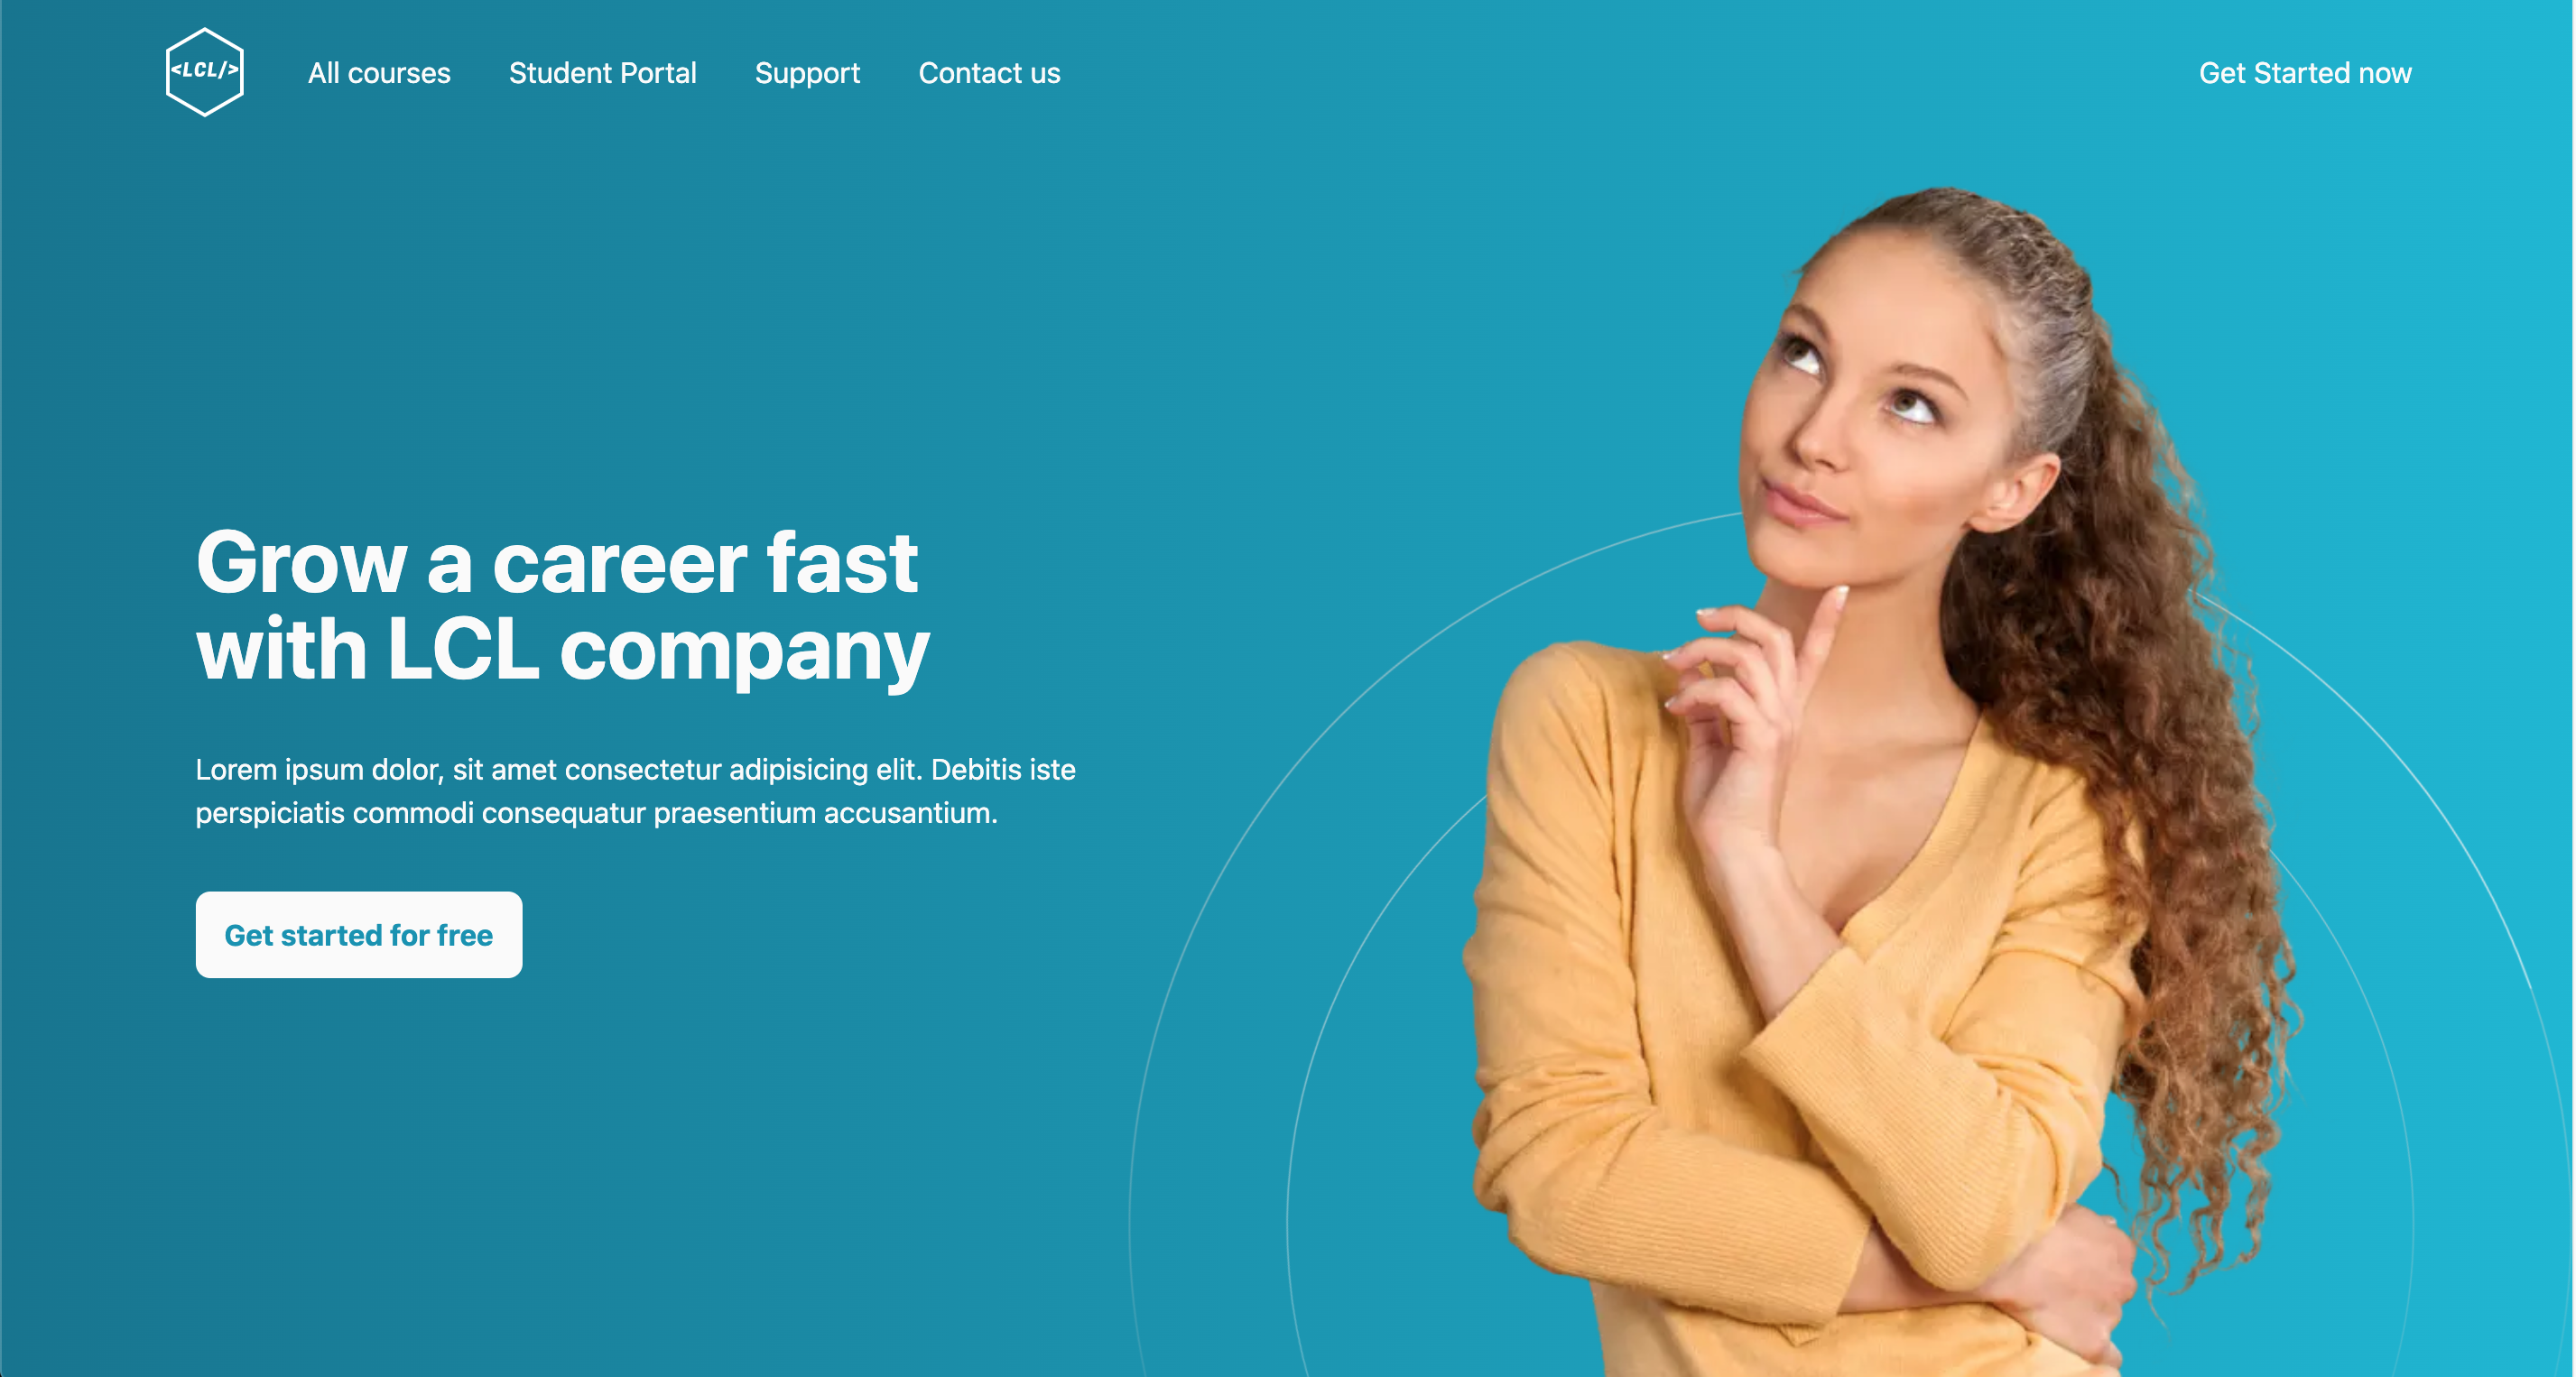 <LCL/>
All courses
Student Portal
Support
Contact us
Get Started now
Grow a career fast
with LCL company
Lorem ipsum dolor, sit amet consectetur adipisicing elit. Debitis iste
perspiciatis commodi consequatur praesentium accusantium.
Get started for free